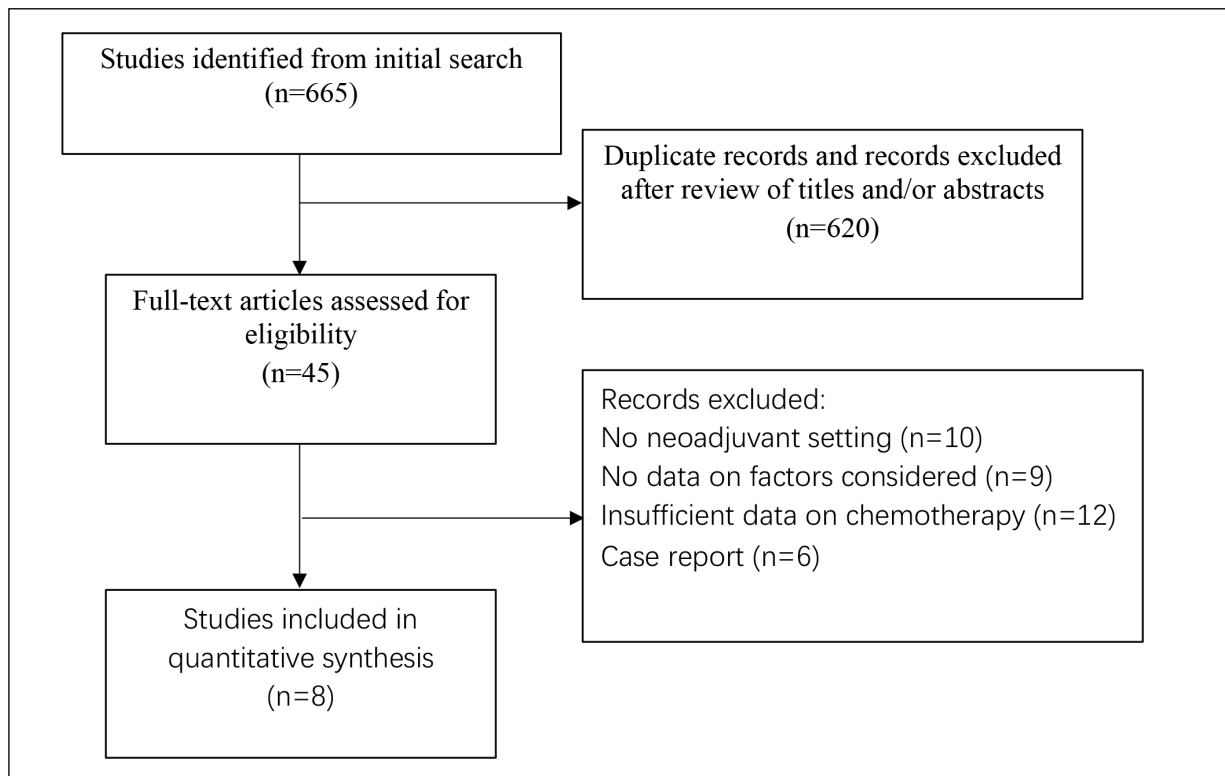 Studies identified from initial search
(n=665)
Duplicate records and records excluded
after review of titles and/or abstracts
(n=620)
Full-text articles assessed for
eligibility
(n=45)
Records excluded:
No neoadjuvant setting (n=10)
No data on factors considered (n=9)
Insufficient data on chemotherapy (n=12)
Case report (n=6)
Studies included in
quantitative synthesis
(n=8)